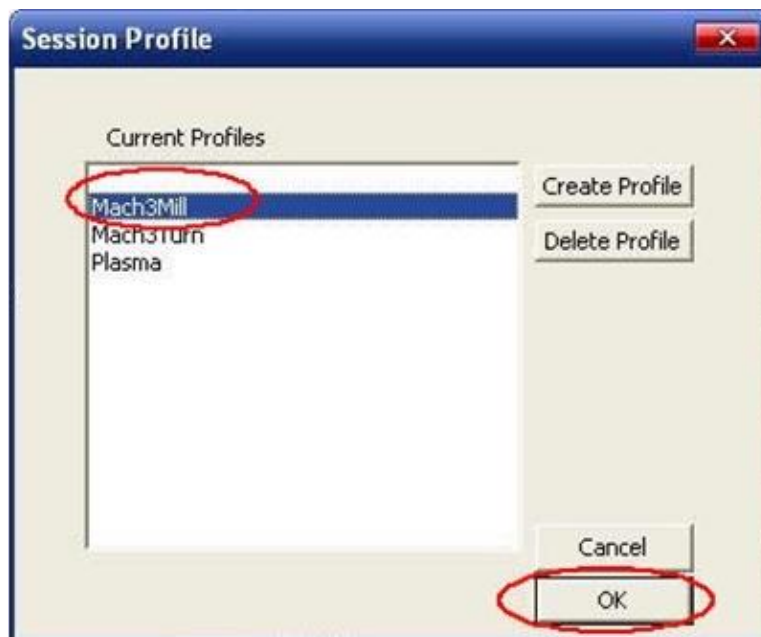 Session Profile
Current Profiles
Mach3Mill
Mach3Turn
Plasma
Create Profile
Delete Profile
Cancel
OK